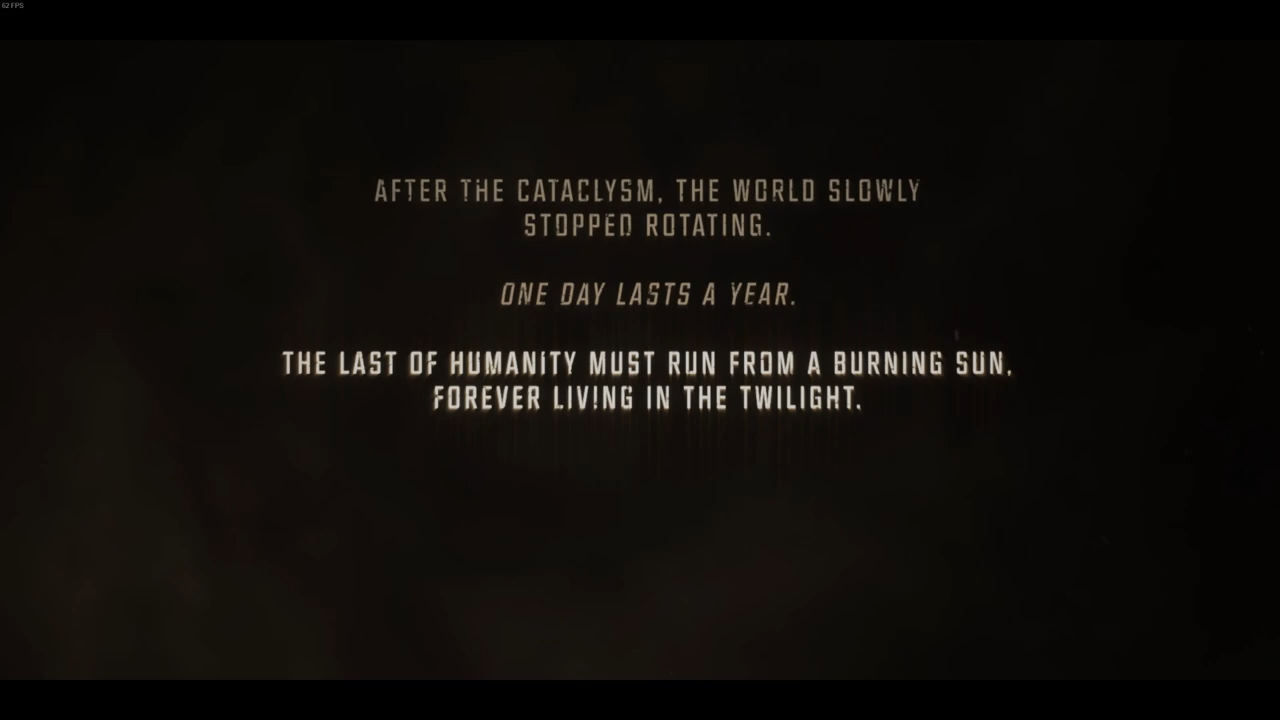 62 FPS
AFTER THE CATACLYSM, THE WORLD SLOWLY
STOPPED ROTATING.
ONE DAY LASTS A YEAR.
THE LAST OF HUMANITY MUST RUN FROM A BURNING SUN,
FOREVER LIVING IN THE TWILIGHT.